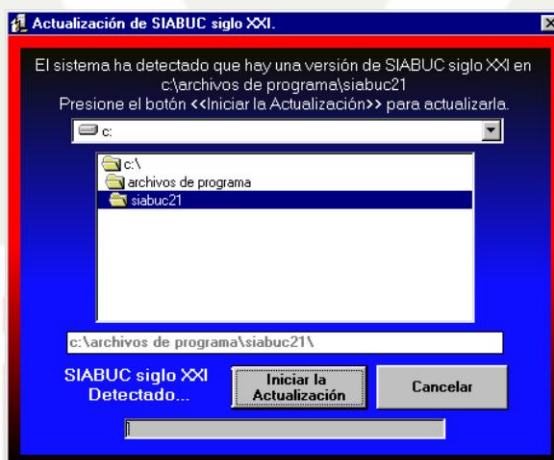 Actualización de SIABUC siglo XXI.
El sistema ha detectado que hay una versión de SIABUC siglo XXI en
c:\archivos de programa\siabuc21
Presione el botón <<Iniciar la Actualización>> para actualizarla.
c:
c:\
archivos de programa
siabuc21
c:\archivos de programa\siabuc21\
SIABUC siglo XXI
Detectado...
Iniciar la
Actualización
Cancelar